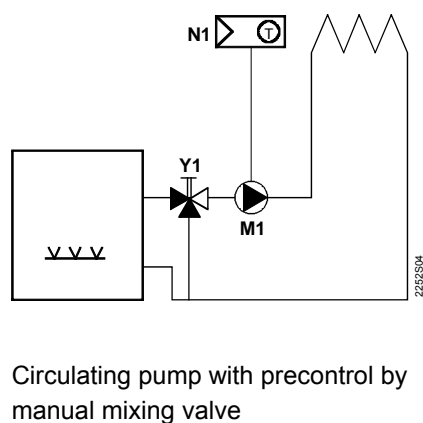 N1
T
Y1
M1
2252S04
Circulating pump with precontrol by
manual mixing valve